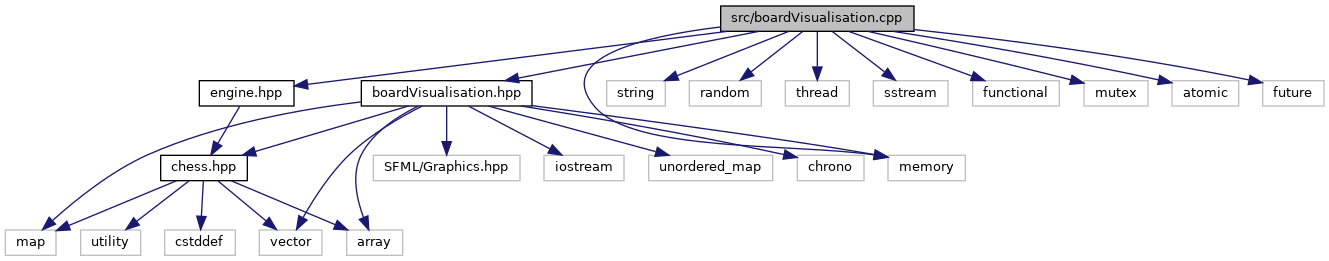 src/boardVisualisation.cpp
engine.hpp
boardVisualisation.hpp
string
random
thread
sstream
functional
mutex
atomic
future
chess.hpp
SFML/Graphics.hpp
iostream
unordered_map
chrono
memory
map
utility
cstddef
vector
array